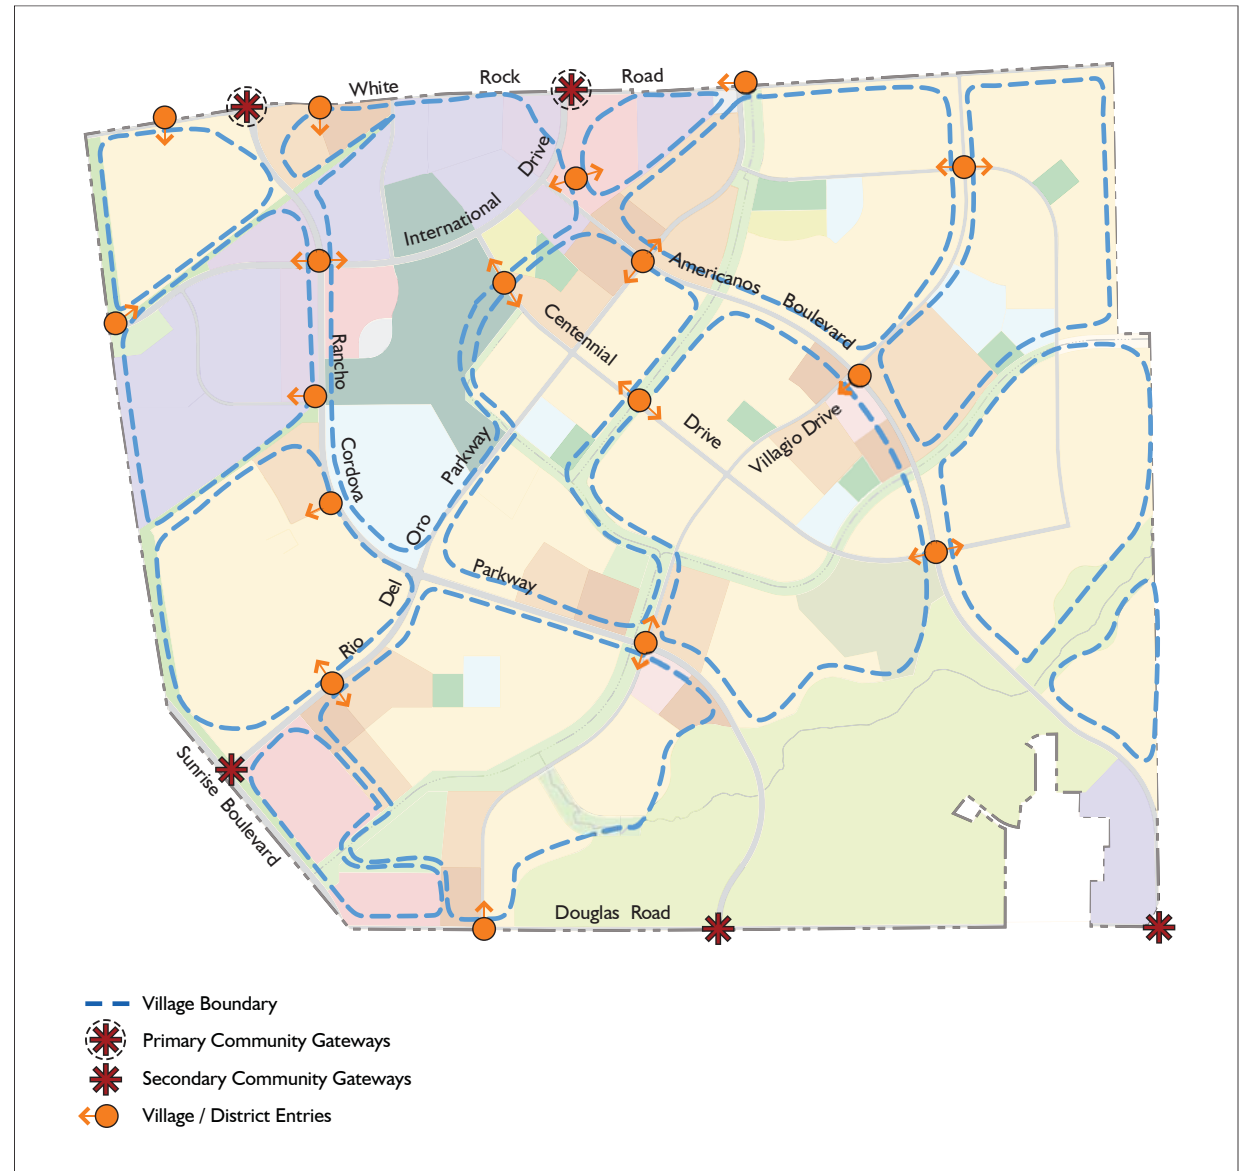 White Rock Road
International Drive
Americanos Boulevard
Centennial Drive
Rancho Cordova Parkway
Villagio Drive
Rio Del Oro Parkway
Sunrise Boulevard
Douglas Road
Village Boundary
Primary Community Gateways
Secondary Community Gateways
Village / District Entries